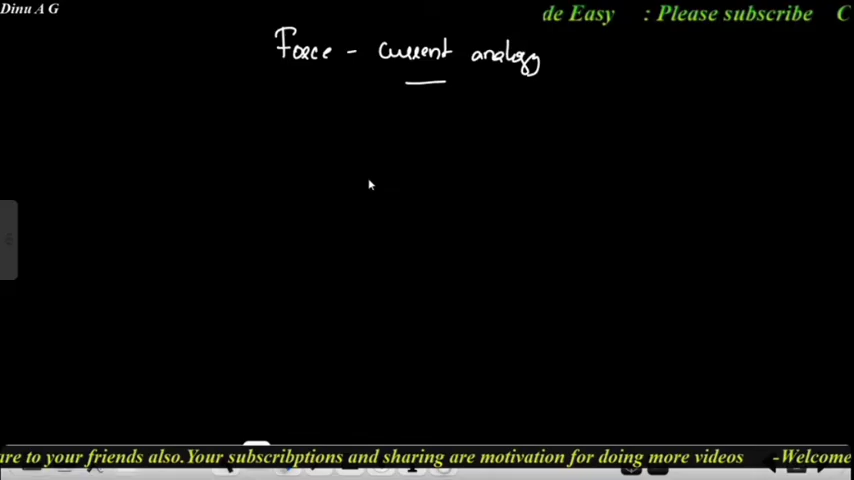 Dinu A G
de Easy : Please subscribe C
Force - current analogy
are to your friends also.Your subscribptions and sharing are motivation for doing more videos -Welcome